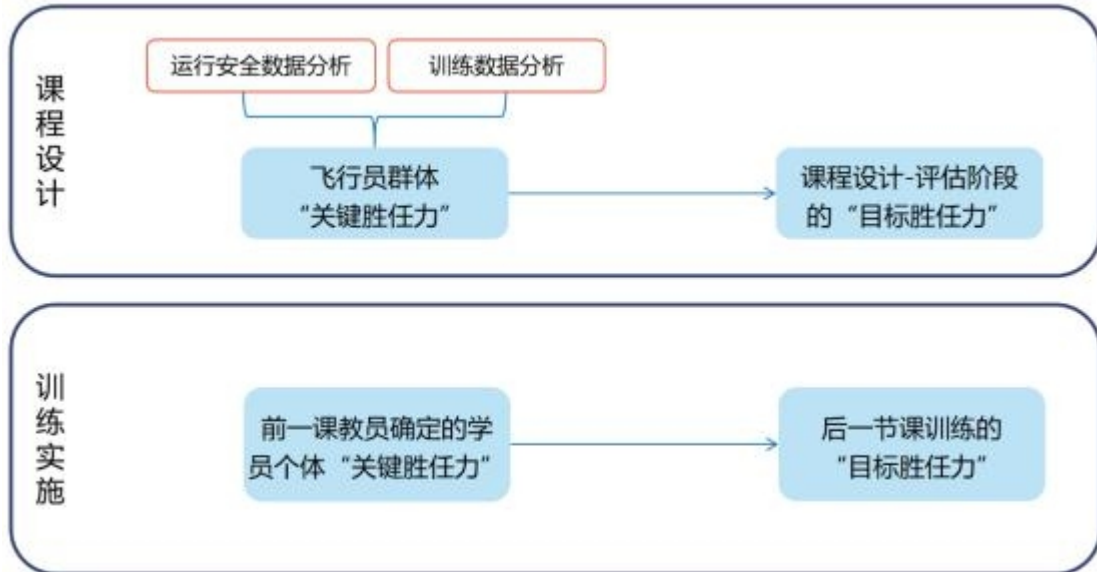 课程设计
运行安全数据分析
训练数据分析
飞行员群体
“关键胜任力”
课程设计-评估阶段
的“目标胜任力”
训练实施
前一课教员确定的学
员个体“关键胜任力”
后一节课训练的
“目标胜任力”